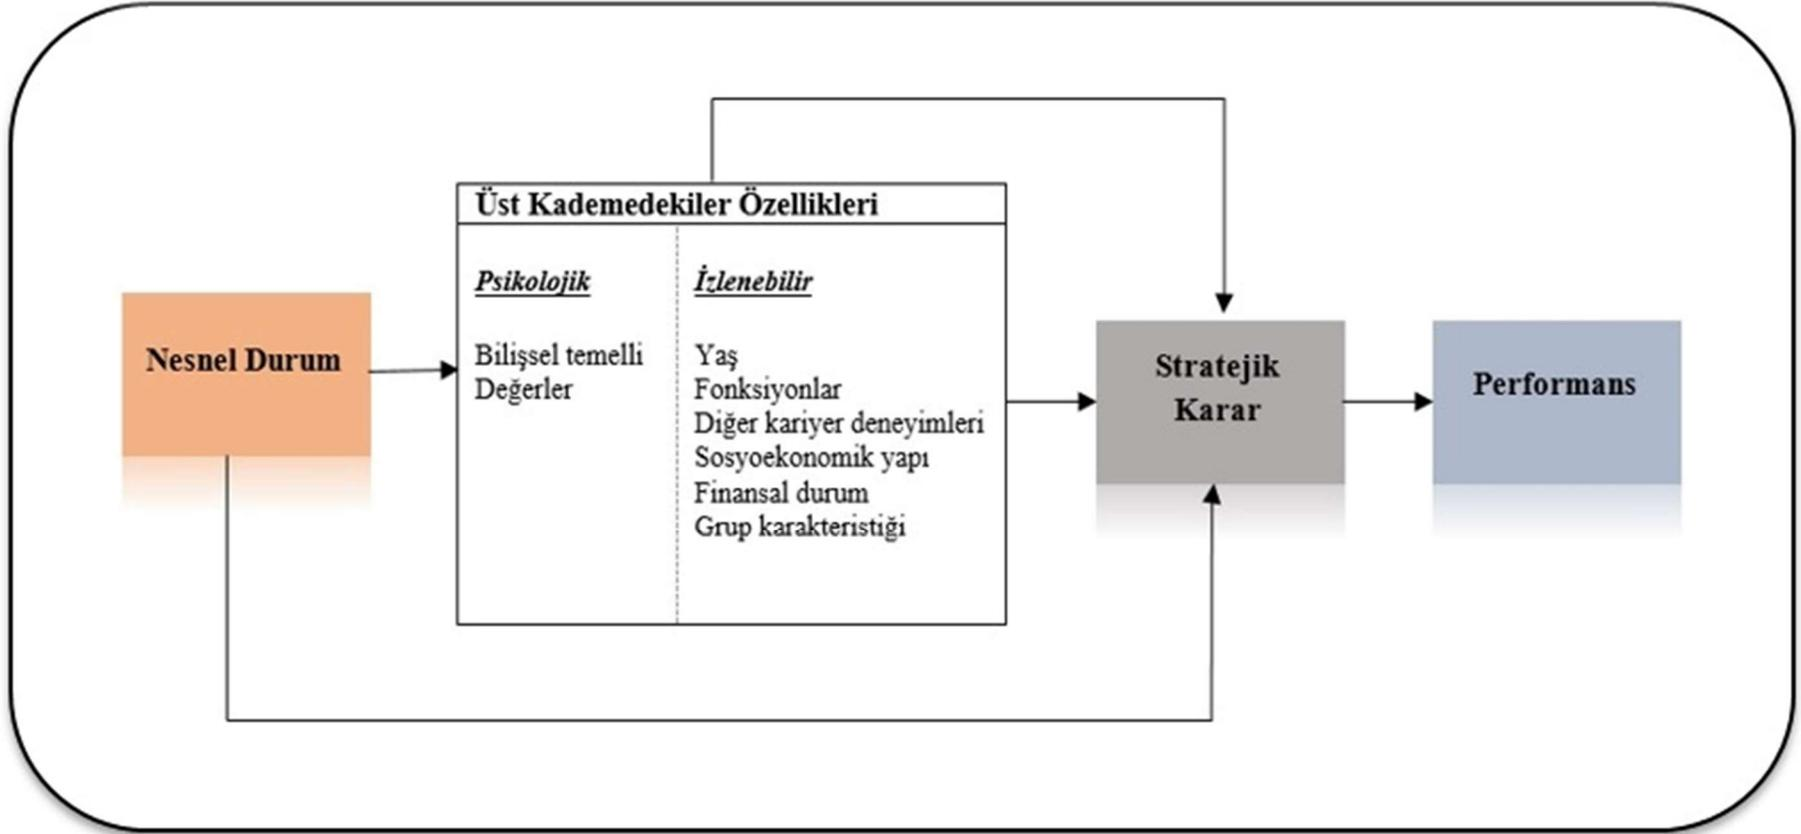 Üst Kademedekiler Özellikleri
Nesnel Durum
Psikolojik
Bilişsel temelli
Değerler
İzlenebilir
Yaş
Fonksiyonlar
Diğer kariyer deneyimleri
Sosyoekonomik yapı
Finansal durum
Grup karakteristiği
Stratejik
Karar
Performans